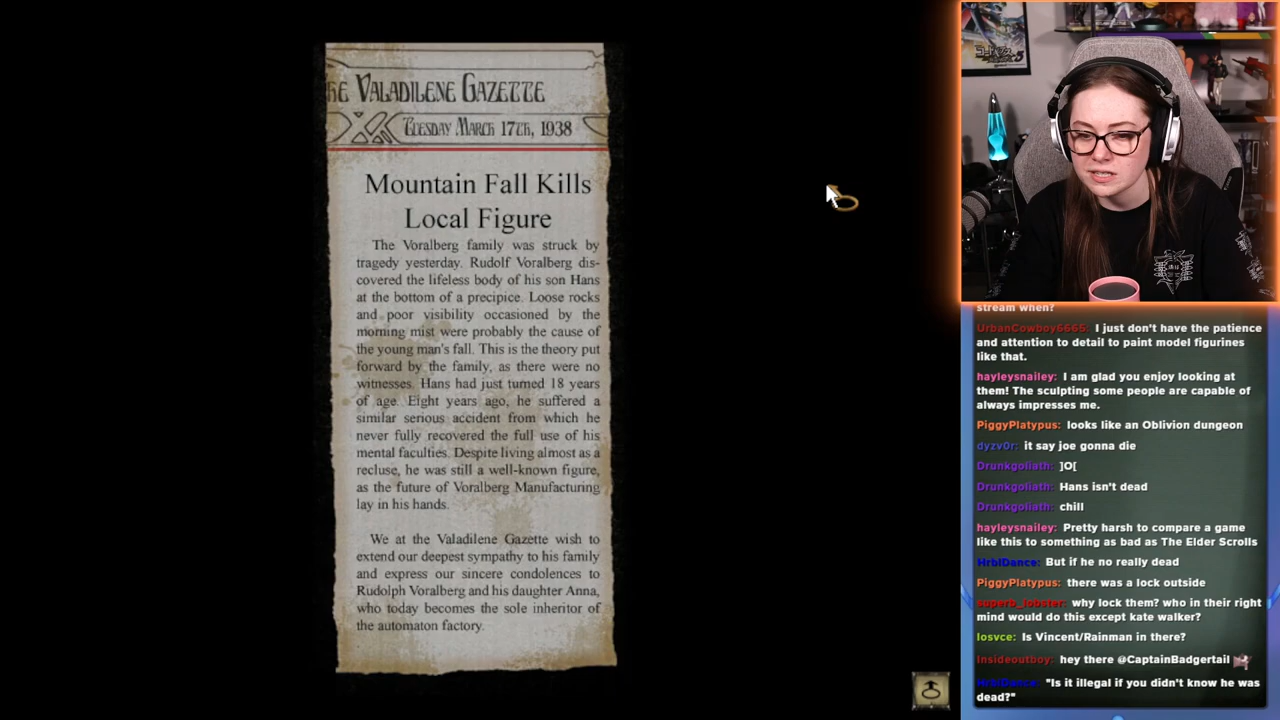 HE VALADILENE GAZETTE
TUESDAY MARCH 17TH, 1938
Mountain Fall Kills
Local Figure
The Voralberg family was struck by
tragedy yesterday. Rudolf Voralberg dis-
covered the lifeless body of his son Hans
at the bottom of a precipice. Loose rocks
and poor visibility occasioned by the
morning mist were probably the cause of
the young man's fall. This is the theory put
forward by the family, as there were no
witnesses. Hans had just turned 18 years
of age. Eight years ago, he suffered a
similar serious accident from which he
never fully recovered the full use of his
mental faculties. Despite living almost as a
recluse, he was still a well-known figure,
as the future of Voralberg Manufacturing
lay in his hands.
We at the Valadilene Gazette wish to
extend our deepest sympathy to his family
and express our sincere condolences to
Rudolph Voralberg and his daughter Anna,
who today becomes the sole inheritor of
the automaton factory.
stream when?
UrbanCowboy6665: I just don't have the patience
and attention to detail to paint model figurines
like that.
hayleysnailey: I am glad you enjoy looking at
them! The sculpting some people are capable of
always impresses me.
PiggyPlatypus: looks like an Oblivion dungeon
dyzv0r: it say joe gonna die
Drunkgoliath: ]O[
Drunkgoliath: Hans isn't dead
Drunkgoliath: chill
hayleysnailey: Pretty harsh to compare a game
like this to something as bad as The Elder Scrolls
HrblDance: But if he no really dead
PiggyPlatypus: there was a lock outside
superb_lobster: why lock them? who in their right
mind would do this except kate walker?
losvce: Is Vincent/Rainman in there?
Insideoutboy: hey there @CaptainBadgertail
HrblDance: "Is it illegal if you didn't know he was
dead?"